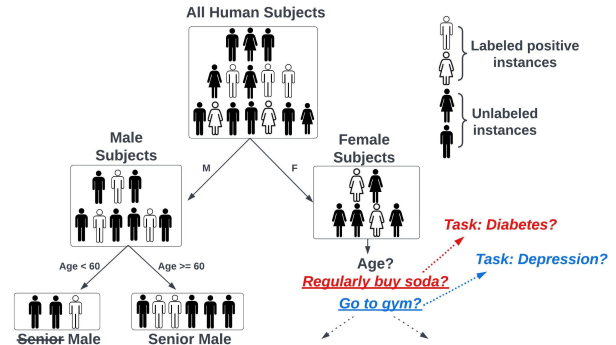 All Human Subjects
Labeled positive
instances
Unlabeled
instances
Male
Subjects
M
F
Female
Subjects
Age < 60
Age >= 60
Senior Male
Senior Male
Age?
Regularly buy soda?
Go to gym?
Task: Diabetes?
Task: Depression?